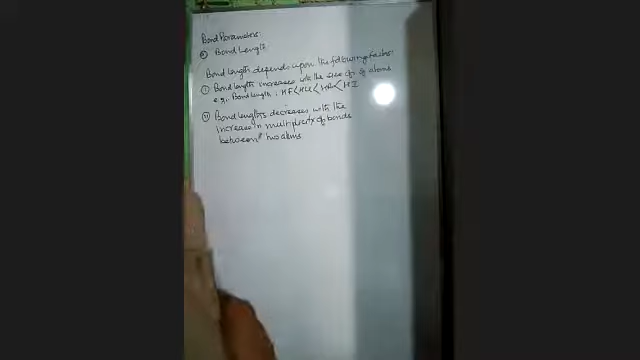 Bond Parameters:
Bond Length
Bond length depends upon the following factors:
(i) Bond length increases with the size of atoms
e.g:- Bond length: HF<HCl<HBr<HI
(ii) Bond lengths decreases with the
increase in multiplicity of bonds
between two atoms.